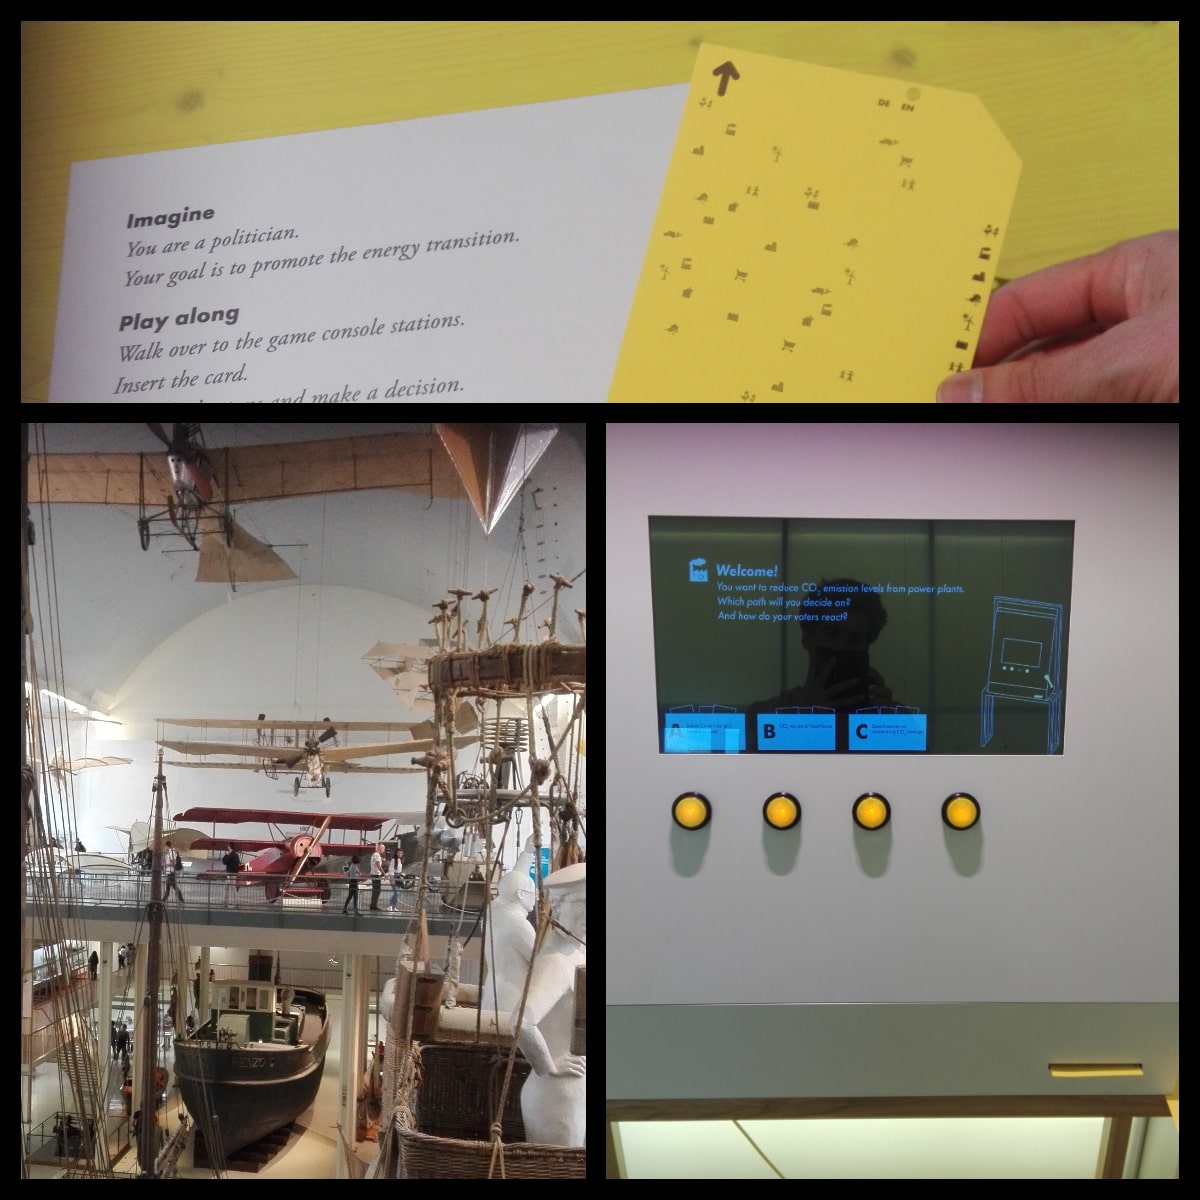 Imagine
You are a politician.
Your goal is to promote the energy transition.
Play along
Walk over to the game console stations.
Insert the card.
and make a decision.
DE EN
RENZO
Welcome!
You want to reduce CO₂ emission levels from power plants.
Which path will you decide on?
And how do your voters react?
A
B
C